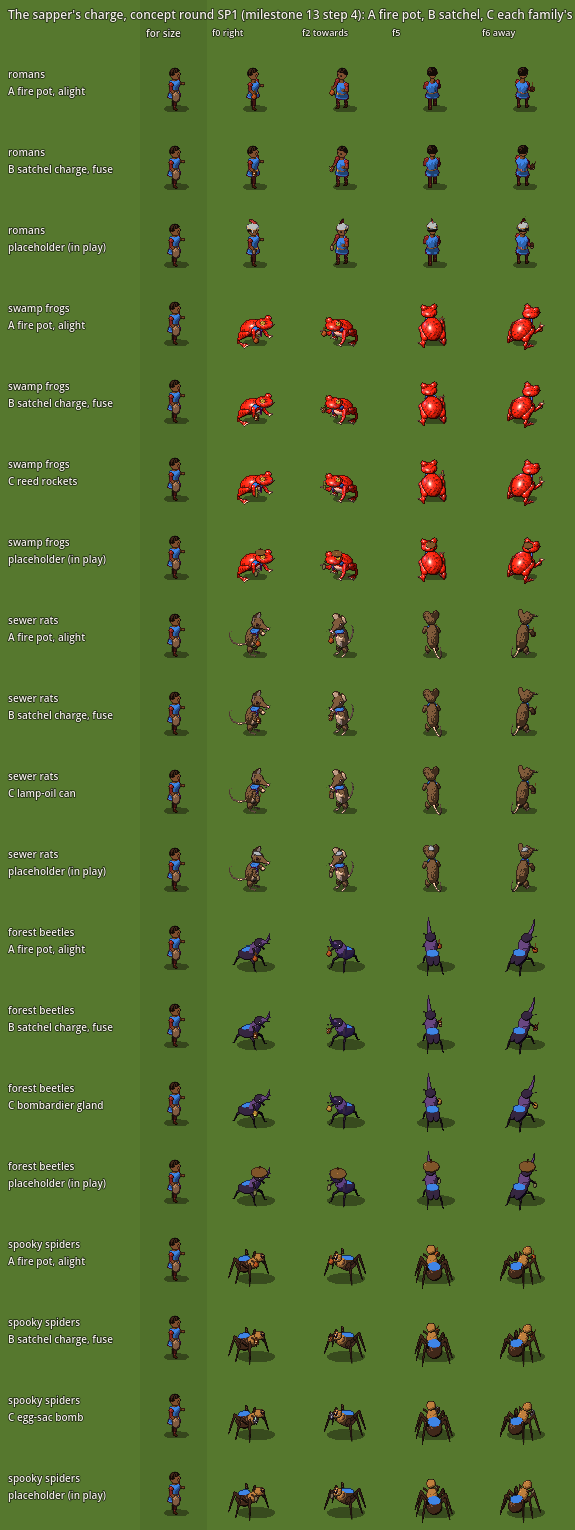 The sapper's charge, concept round SP1 (milestone 13 step 4): A fire pot, B satchel, C each family's
for size
f0 right
f2 towards
f5
f6 away
romans
A fire pot, alight
romans
B satchel charge, fuse
romans
placeholder (in play)
swamp frogs
A fire pot, alight
swamp frogs
B satchel charge, fuse
swamp frogs
C reed rockets
swamp frogs
placeholder (in play)
sewer rats
A fire pot, alight
sewer rats
B satchel charge, fuse
sewer rats
C lamp-oil can
sewer rats
placeholder (in play)
forest beetles
A fire pot, alight
forest beetles
B satchel charge, fuse
forest beetles
C bombardier gland
forest beetles
placeholder (in play)
spooky spiders
A fire pot, alight
spooky spiders
B satchel charge, fuse
spooky spiders
C egg-sac bomb
spooky spiders
placeholder (in play)